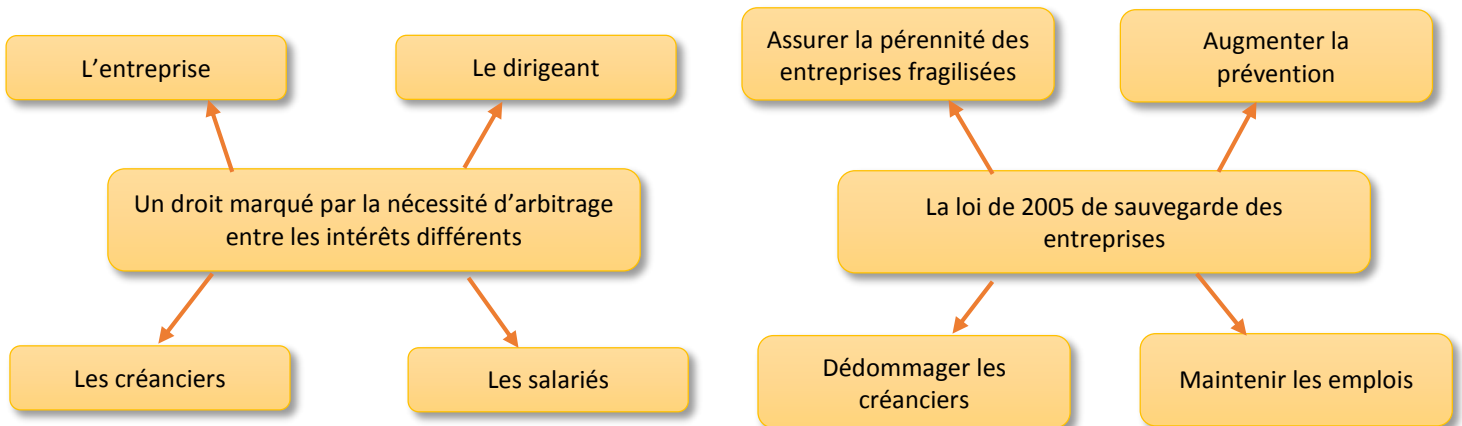 L’entreprise
Le dirigeant
Un droit marqué par la nécessité d’arbitrage
entre les intérêts différents
Les créanciers
Les salariés
Assurer la pérennité des
entreprises fragilisées
Augmenter la
prévention
La loi de 2005 de sauvegarde des
entreprises
Dédommager les
créanciers
Maintenir les emplois